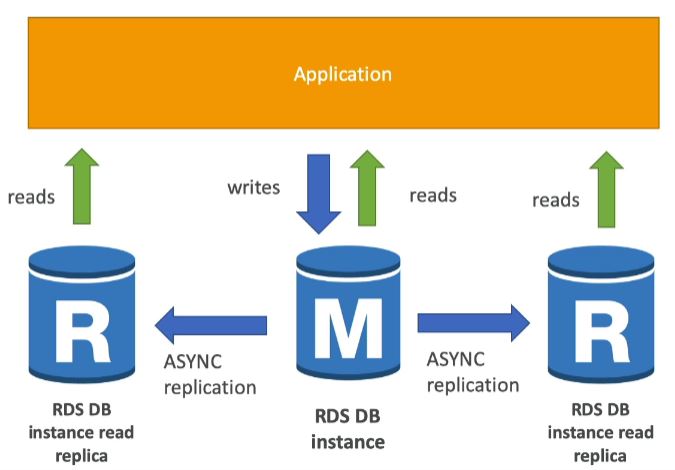 Application
reads
writes
reads
reads
R
M
R
ASYNC
replication
ASYNC
replication
RDS DB
instance read
replica
RDS DB
instance
RDS DB
instance read
replica